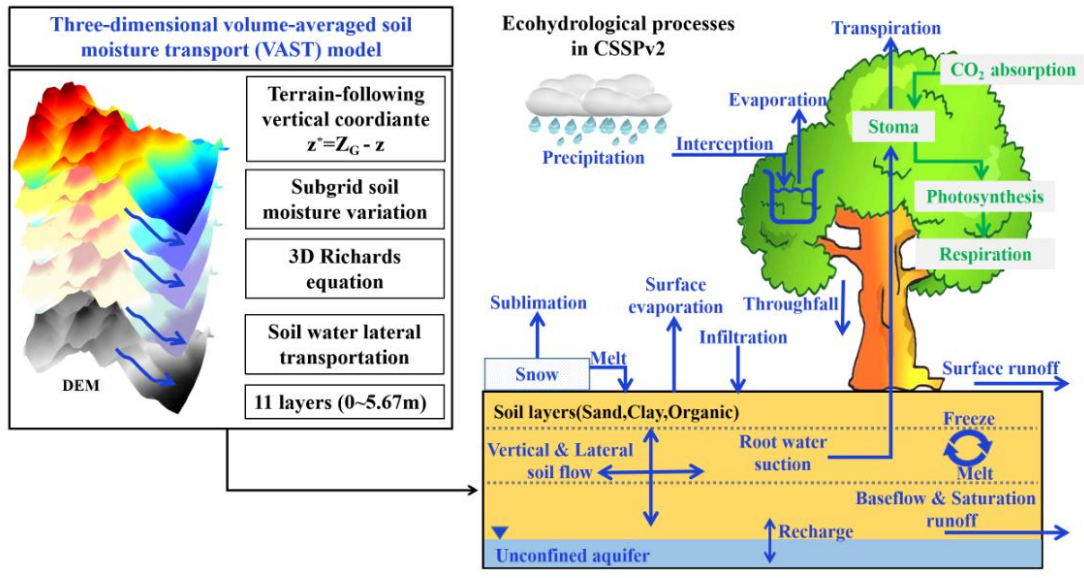 Three-dimensional volume-averaged soil
moisture transport (VAST) model
Terrain-following
vertical coordiante
z*=Z_G - z
Subgrid soil
moisture variation
3D Richards
equation
Soil water lateral
transportation
11 layers (0~5.67m)
DEM
Ecohydrological processes
in CSSPv2
Precipitation
Evaporation
Interception
Transpiration
CO₂ absorption
Stoma
Photosynthesis
Respiration
Throughfall
Sublimation
Surface
evaporation
Infiltration
Melt
Snow
Surface runoff
Soil layers(Sand,Clay,Organic)
Vertical & Lateral
soil flow
Root water
suction
Freeze
Melt
Baseflow & Saturation
runoff
Recharge
Unconfined aquifer